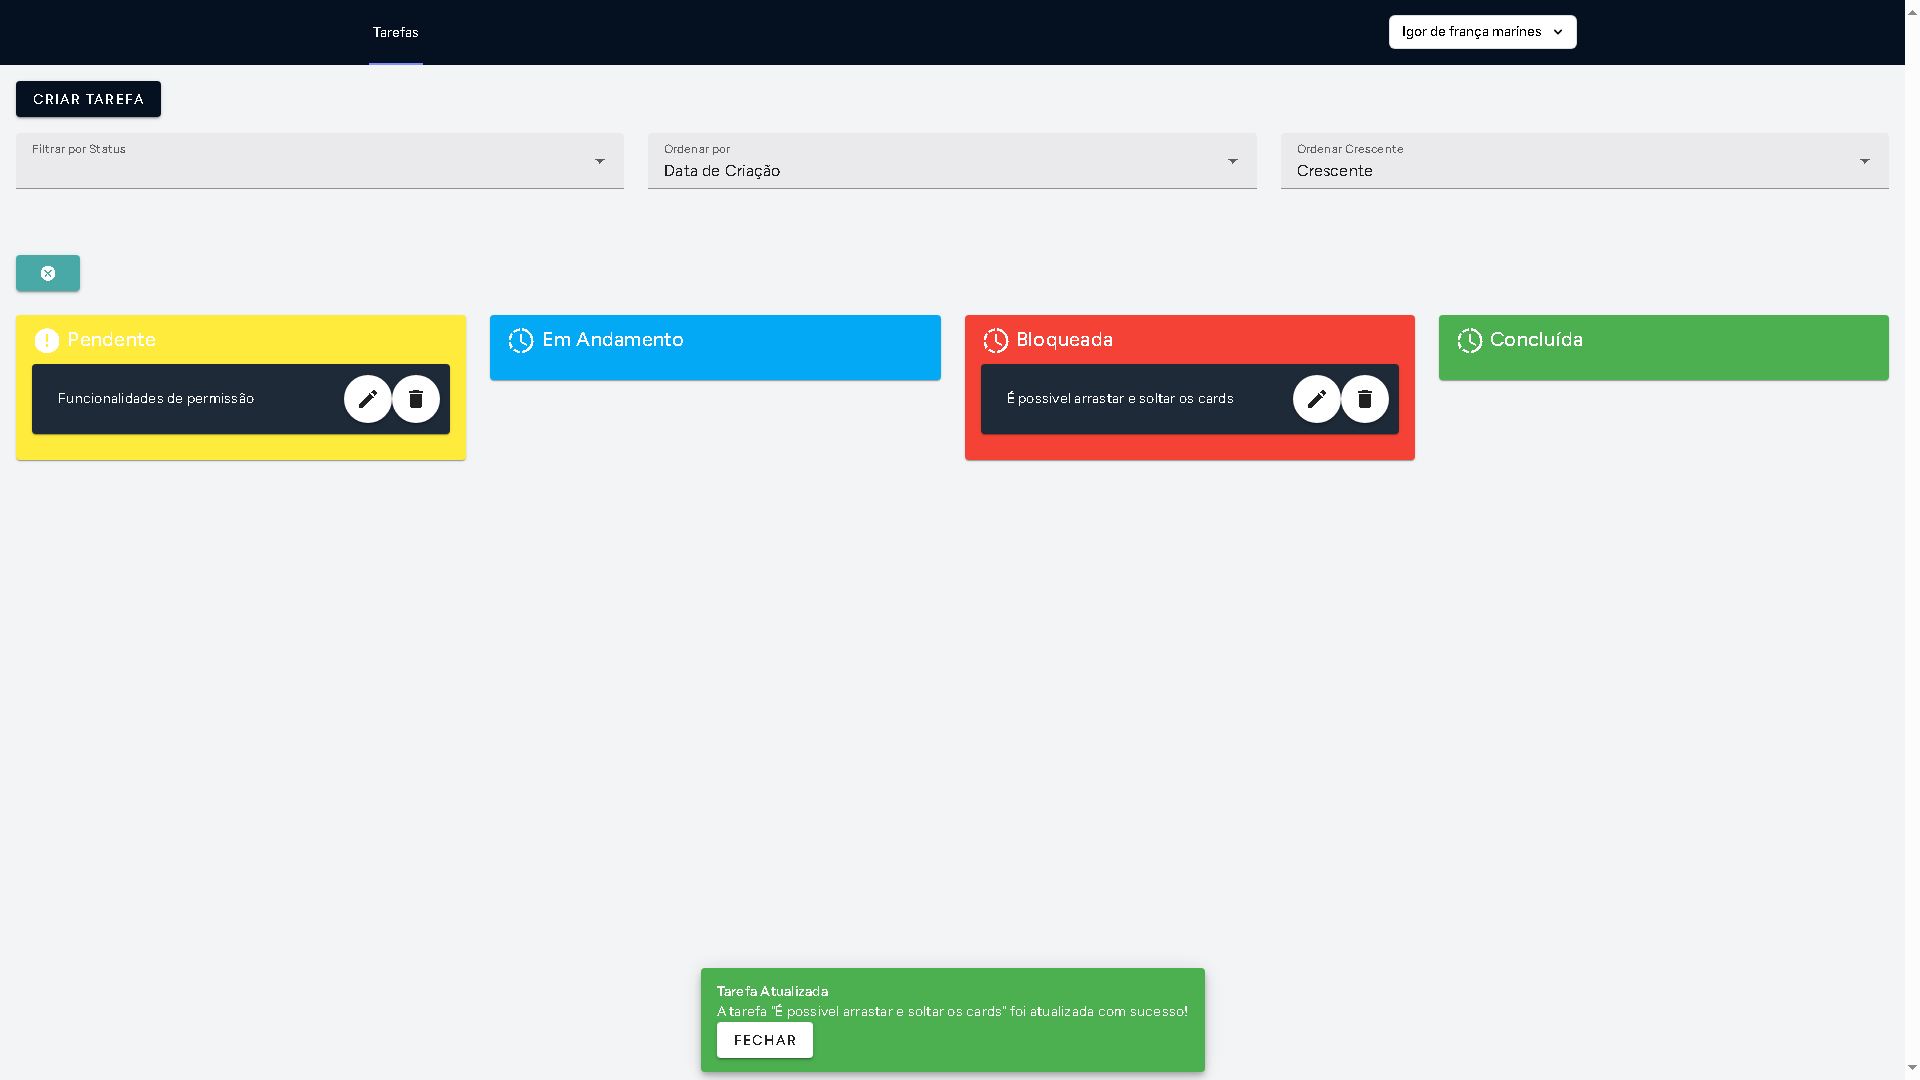 Tarefas
Igor de frança marines
CRIAR TAREFA
Filtrar por Status
Ordenar por
Data de Criação
Ordenar Crescente
Crescente
Pendente
Em Andamento
Bloqueada
Concluída
Funcionalidades de permissão
É possivel arrastar e soltar os cards
Tarefa Atualizada
A tarefa "É possivel arrastar e soltar os cards" foi atualizada com sucesso!
FECHAR